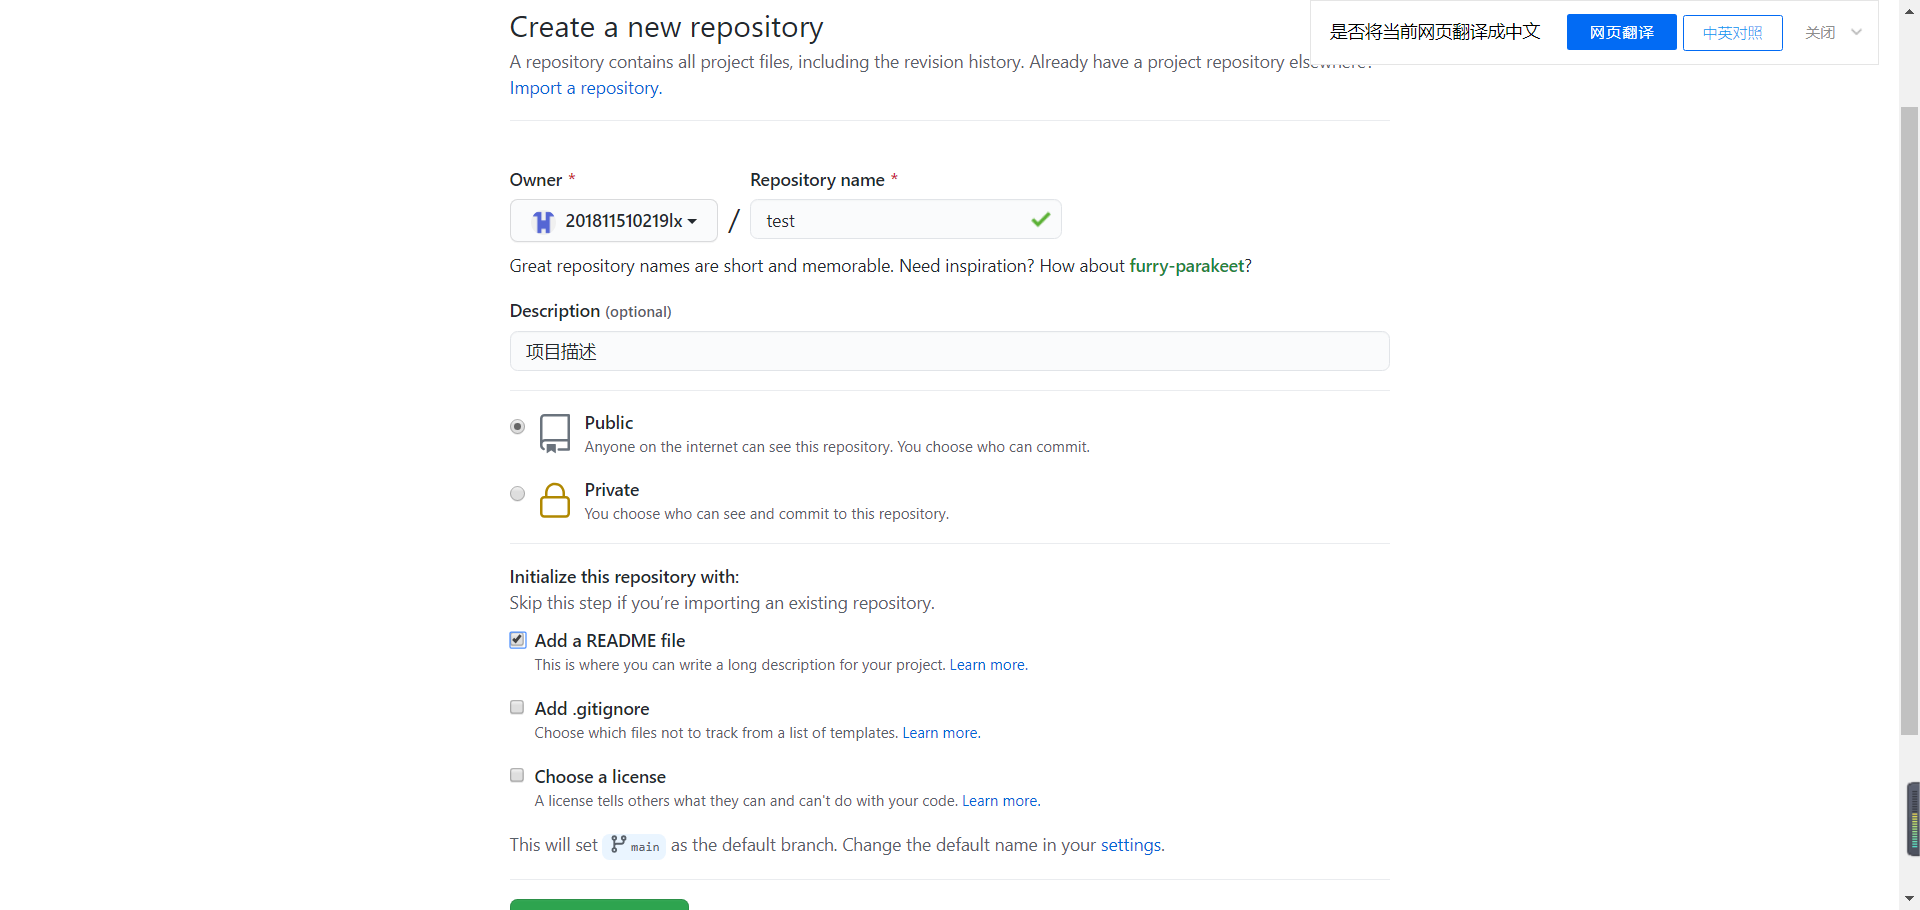 Create a new repository
是否将当前网页翻译成中文 网页翻译 中英对照 关闭
A repository contains all project files, including the revision history. Already have a project repository elsewhere?
Import a repository.
Owner * Repository name *
201811510219lx / test
Great repository names are short and memorable. Need inspiration? How about furry-parakeet?
Description (optional)
项目描述
Public
Anyone on the internet can see this repository. You choose who can commit.
Private
You choose who can see and commit to this repository.
Initialize this repository with:
Skip this step if you’re importing an existing repository.
Add a README file
This is where you can write a long description for your project. Learn more.
Add .gitignore
Choose which files not to track from a list of templates. Learn more.
Choose a license
A license tells others what they can and can't do with your code. Learn more.
This will set main as the default branch. Change the default name in your settings.